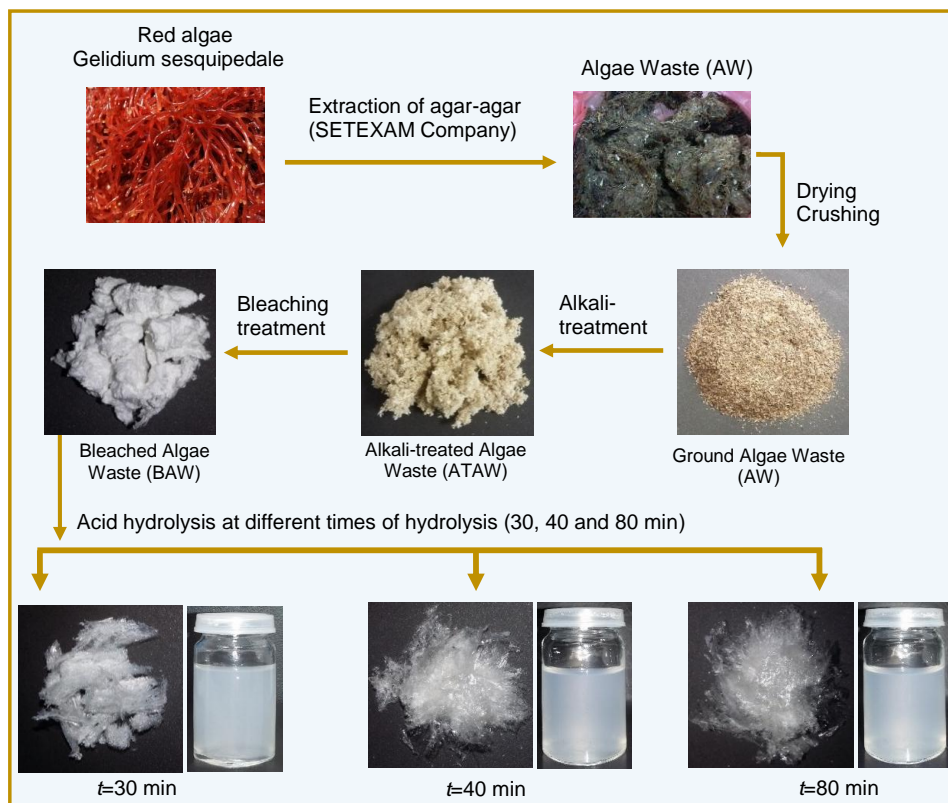 Red algae
Gelidium sesquipedale
Extraction of agar-agar
(SETEXAM Company)
Algae Waste (AW)
Drying
Crushing
Bleaching
treatment
Alkali-
treatment
Bleached Algae
Waste (BAW)
Alkali-treated Algae
Waste (ATAW)
Ground Algae Waste
(AW)
Acid hydrolysis at different times of hydrolysis (30, 40 and 80 min)
t=30 min
t=40 min
t=80 min